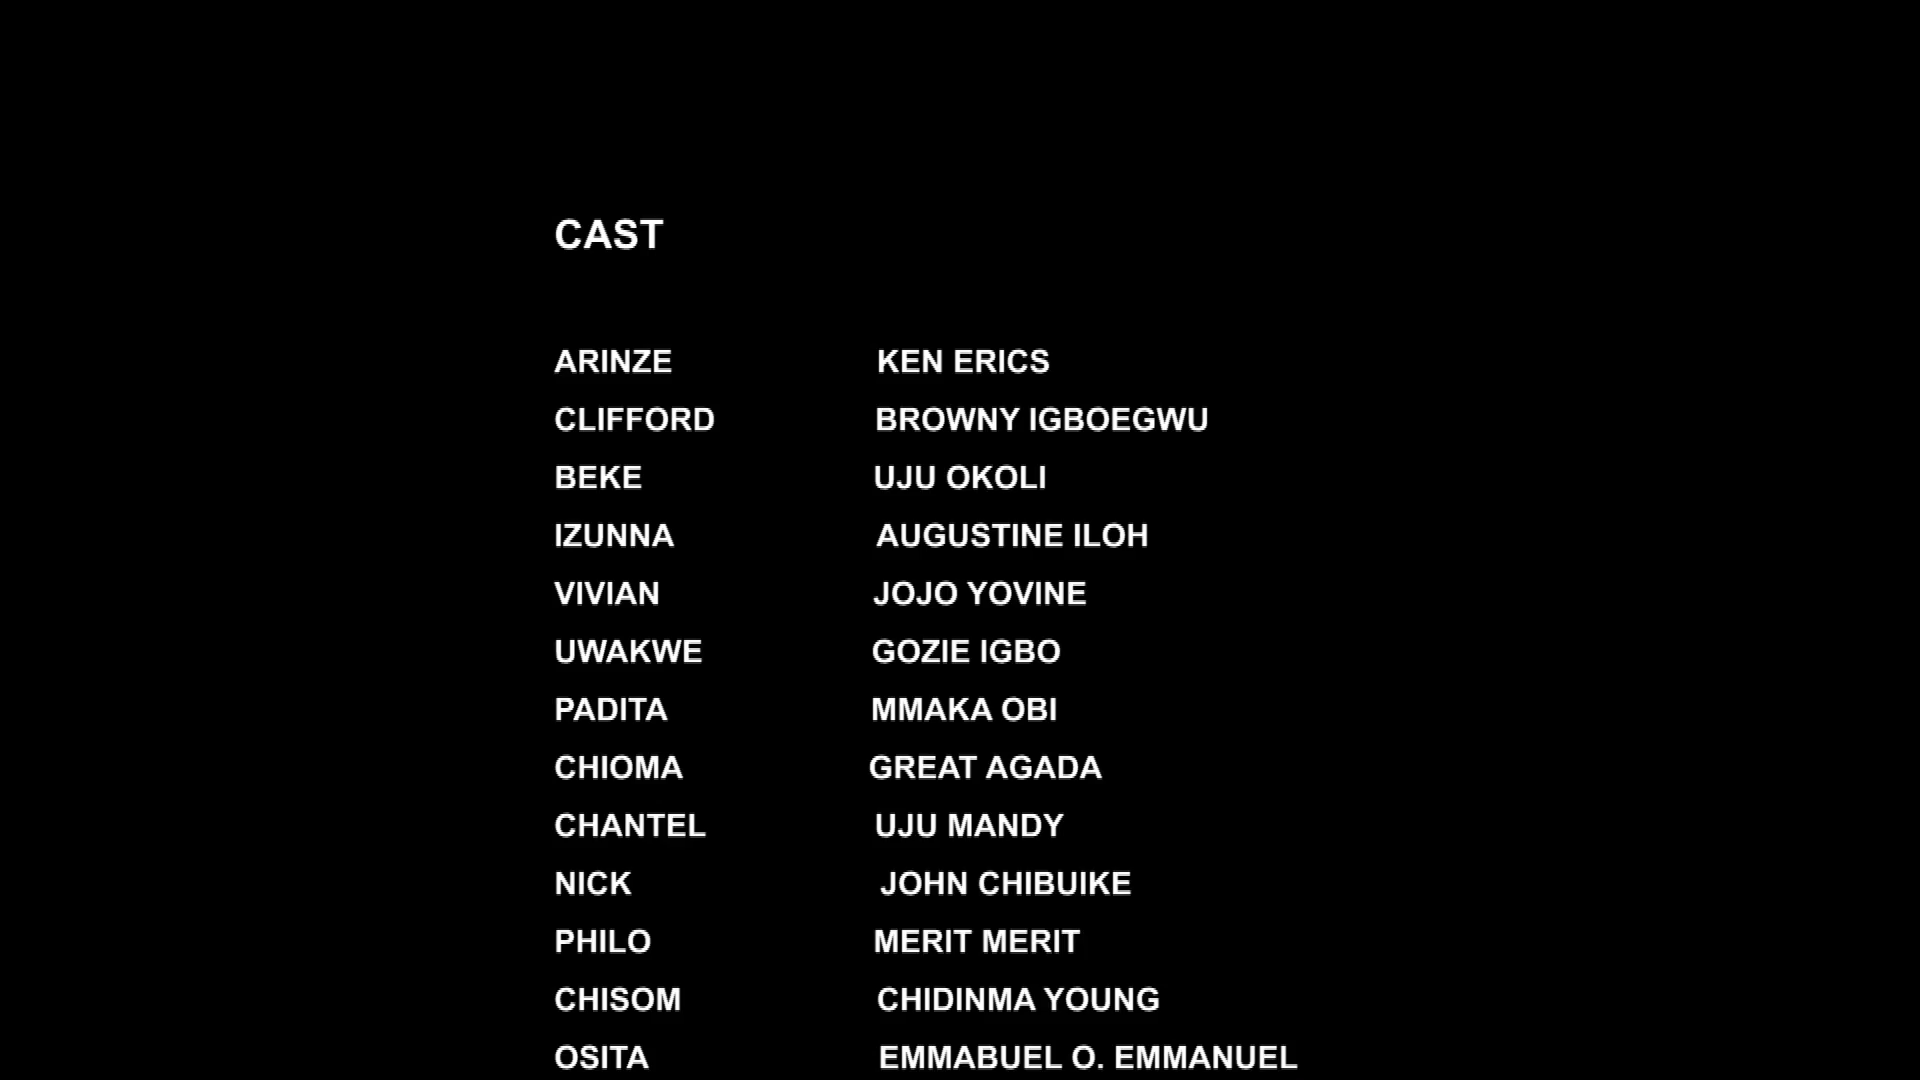 CAST
ARINZE KEN ERICS
CLIFFORD BROWNY IGBOEGWU
BEKE UJU OKOLI
IZUNNA AUGUSTINE ILOH
VIVIAN JOJO YOVINE
UWAKWE GOZIE IGBO
PADITA MMAKA OBI
CHIOMA GREAT AGADA
CHANTEL UJU MANDY
NICK JOHN CHIBUIKE
PHILO MERIT MERIT
CHISOM CHIDINMA YOUNG
OSITA EMMABUEL O. EMMANUEL